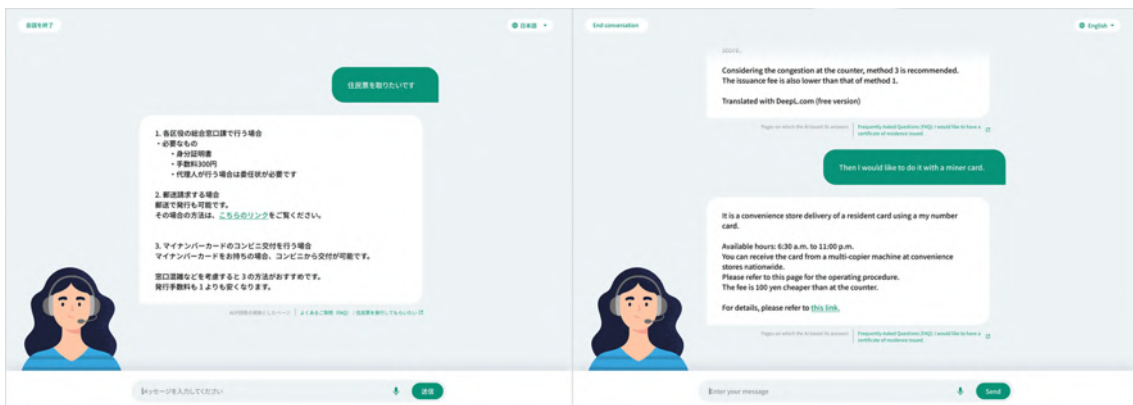 会話を終了
日本語
住民票を取りたいです
1. 各区役の総合窓口課で行う場合
・必要なもの
・身分証明書
・手数料300円
・代理人が行う場合は委任状が必要です
2. 郵送請求する場合
郵送で発行も可能です。
その場合の方法は、こちらのリンクをご覧ください。
3. マイナンバーカードのコンビニ交付を行う場合
マイナンバーカードをお持ちの場合、コンビニから交付が可能です。
窓口混雑などを考慮すると3の方法がおすすめです。
発行手数料も1よりも安くなります。
よくあるご質問（FAQ）：住民票を発行してもらいたい
メッセージを入力してください
送信
End conversation
English
store.
Considering the congestion at the counter, method 3 is recommended.
The issuance fee is also lower than that of method 1.
Translated with DeepL.com (free version)
Pages on which the AI based its answers
Frequently Asked Questions (FAQ): I would like to have a
certificate of residence issued
Then I would like to do it with a miner card.
It is a convenience store delivery of a resident card using a my number
card.
Available hours: 6:30 a.m. to 11:00 p.m.
You can receive the card from a multi-copier machine at convenience
stores nationwide.
Please refer to this page for the operating procedure.
The fee is 100 yen cheaper than at the counter.
For details, please refer to this link.
Pages on which the AI based its answers
Frequently Asked Questions (FAQ): I would like to have a
certificate of residence issued
Enter your message
Send